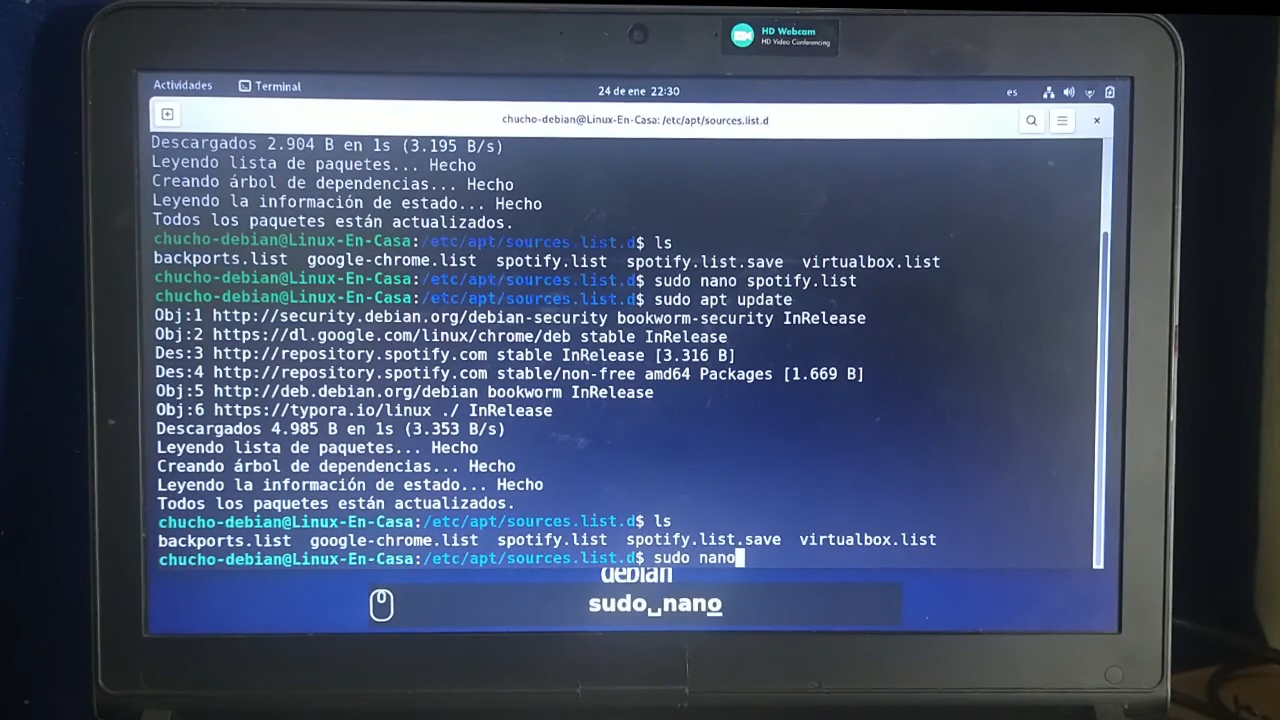 HD Webcam
HD Video Conferencing
Actividades Terminal 24 de ene 22:30 es
chucho-debian@Linux-En-Casa: /etc/apt/sources.list.d
Descargados 2.904 B en 1s (3.195 B/s)
Leyendo lista de paquetes... Hecho
Creando árbol de dependencias... Hecho
Leyendo la información de estado... Hecho
Todos los paquetes están actualizados.
chucho-debian@Linux-En-Casa:/etc/apt/sources.list.d$ ls
backports.list google-chrome.list spotify.list spotify.list.save virtualbox.list
chucho-debian@Linux-En-Casa:/etc/apt/sources.list.d$ sudo nano spotify.list
chucho-debian@Linux-En-Casa:/etc/apt/sources.list.d$ sudo apt update
Obj:1 http://security.debian.org/debian-security bookworm-security InRelease
Obj:2 https://dl.google.com/linux/chrome/deb stable InRelease
Des:3 http://repository.spotify.com stable InRelease [3.316 B]
Des:4 http://repository.spotify.com stable/non-free amd64 Packages [1.669 B]
Obj:5 http://deb.debian.org/debian bookworm InRelease
Obj:6 https://typora.io/linux ./ InRelease
Descargados 4.985 B en 1s (3.353 B/s)
Leyendo lista de paquetes... Hecho
Creando árbol de dependencias... Hecho
Leyendo la información de estado... Hecho
Todos los paquetes están actualizados.
chucho-debian@Linux-En-Casa:/etc/apt/sources.list.d$ ls
backports.list google-chrome.list spotify.list spotify.list.save virtualbox.list
chucho-debian@Linux-En-Casa:/etc/apt/sources.list.d$ sudo nano
debian
sudo␣nano